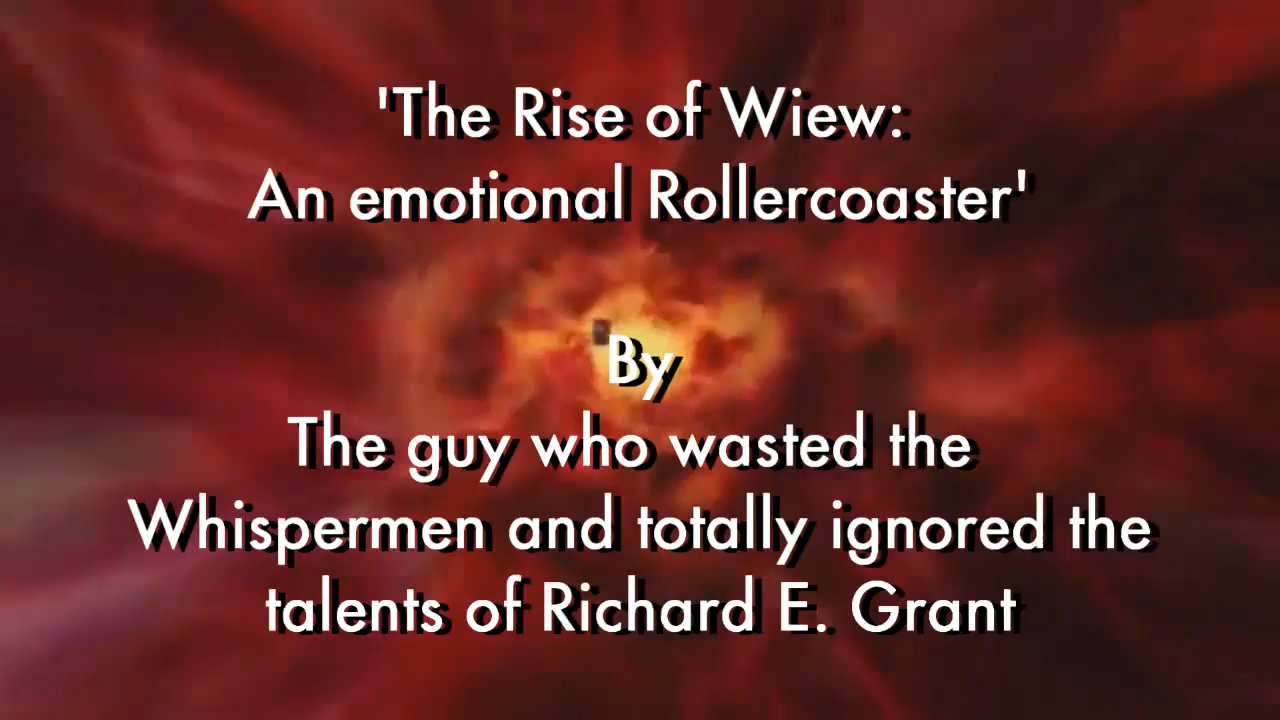 'The Rise of Wiew:
An emotional Rollercoaster'
By
The guy who wasted the
Whispermen and totally ignored the
talents of Richard E. Grant